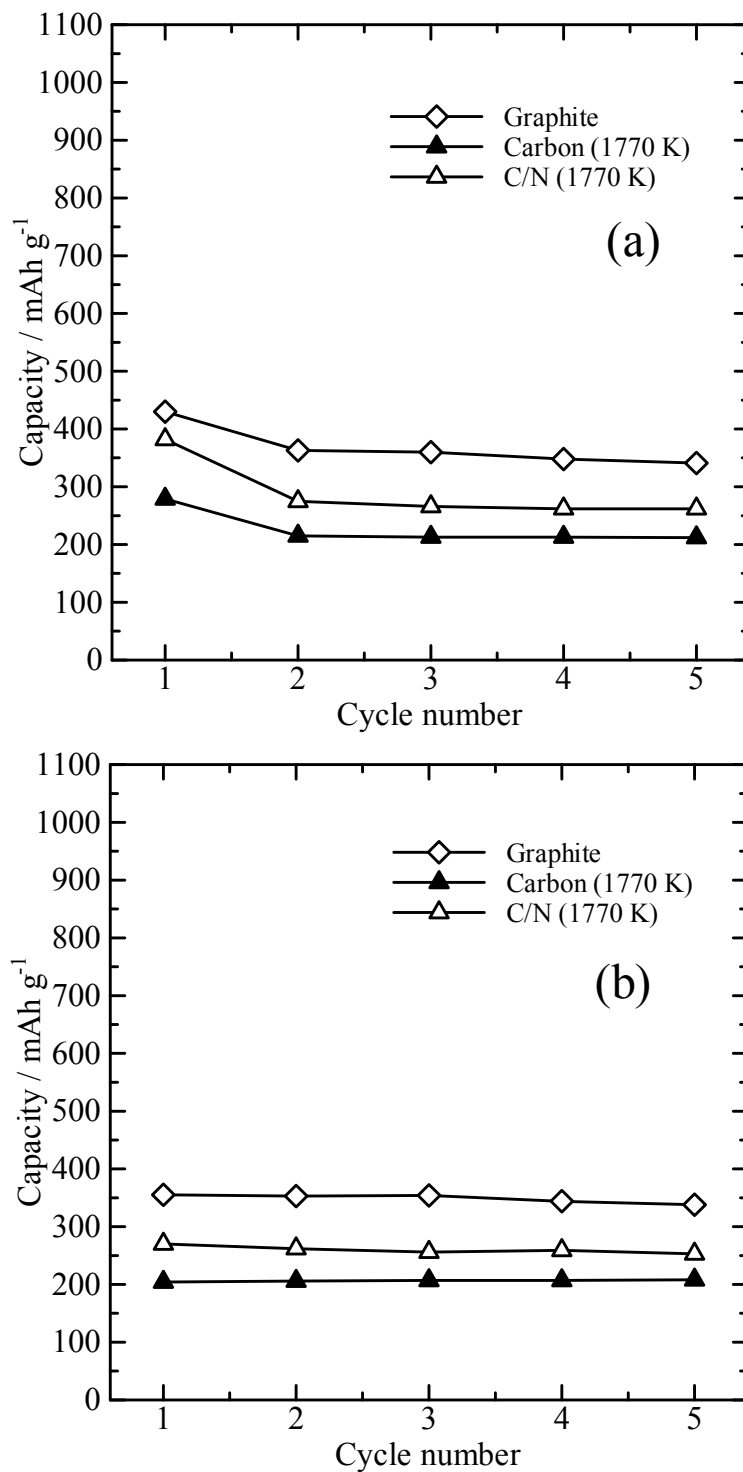 1100
1000
900
800
700
600
500
400
300
200
100
0
Capacity / mAh g-1
Graphite
Carbon (1770 K)
C/N (1770 K)
(a)
1 2 3 4 5
Cycle number
1100
1000
900
800
700
600
500
400
300
200
100
0
Capacity / mAh g-1
Graphite
Carbon (1770 K)
C/N (1770 K)
(b)
1 2 3 4 5
Cycle number